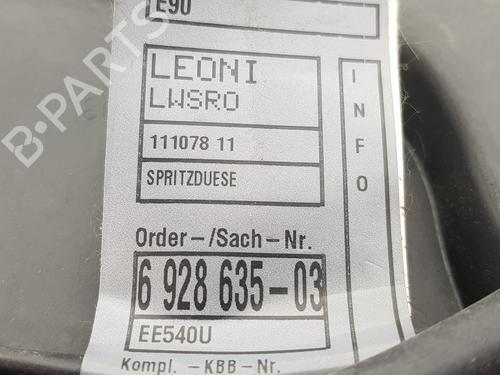 E90
LEONI
LWSRO
111078 11
SPRITZDUESE
INFO
Order-/Sach-Nr.
6 928 635-03
EE540U
Kompl. -KBB-Nr.
B-PARTS